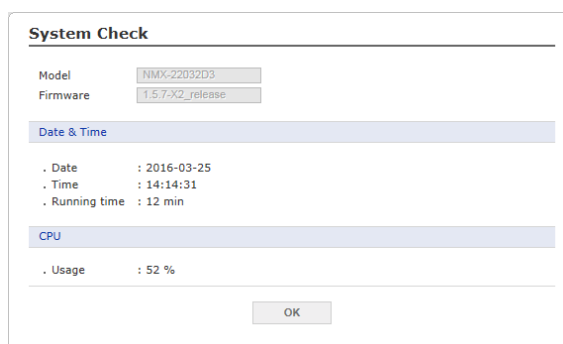 System Check
Model NMX-22032D3
Firmware 1.5.7-X2_release
Date & Time
. Date : 2016-03-25
. Time : 14:14:31
. Running time : 12 min
CPU
. Usage : 52 %
OK